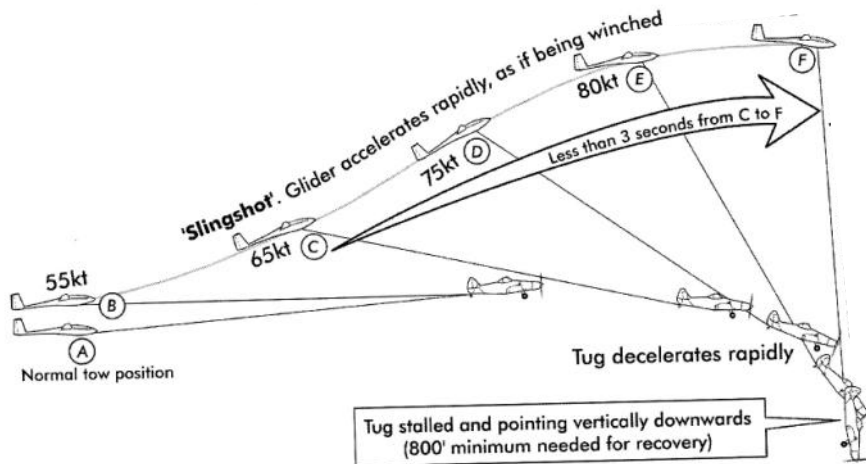 'Slingshot'. Glider accelerates rapidly, as if being winched
F
E
80kt
D
75kt
Less than 3 seconds from C to F
C
65kt
55kt
B
A
Normal tow position
Tug decelerates rapidly
Tug stalled and pointing vertically downwards
(800' minimum needed for recovery)